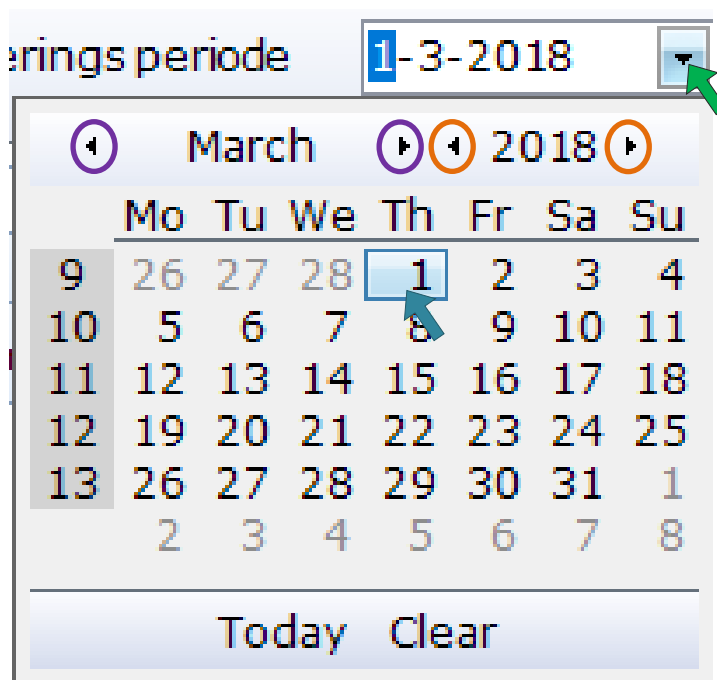 erings periode 1-3-2018
March 2018
Mo Tu We Th Fr Sa Su
9 26 27 28 1 2 3 4
10 5 6 7 8 9 10 11
11 12 13 14 15 16 17 18
12 19 20 21 22 23 24 25
13 26 27 28 29 30 31 1
2 3 4 5 6 7 8
Today Clear